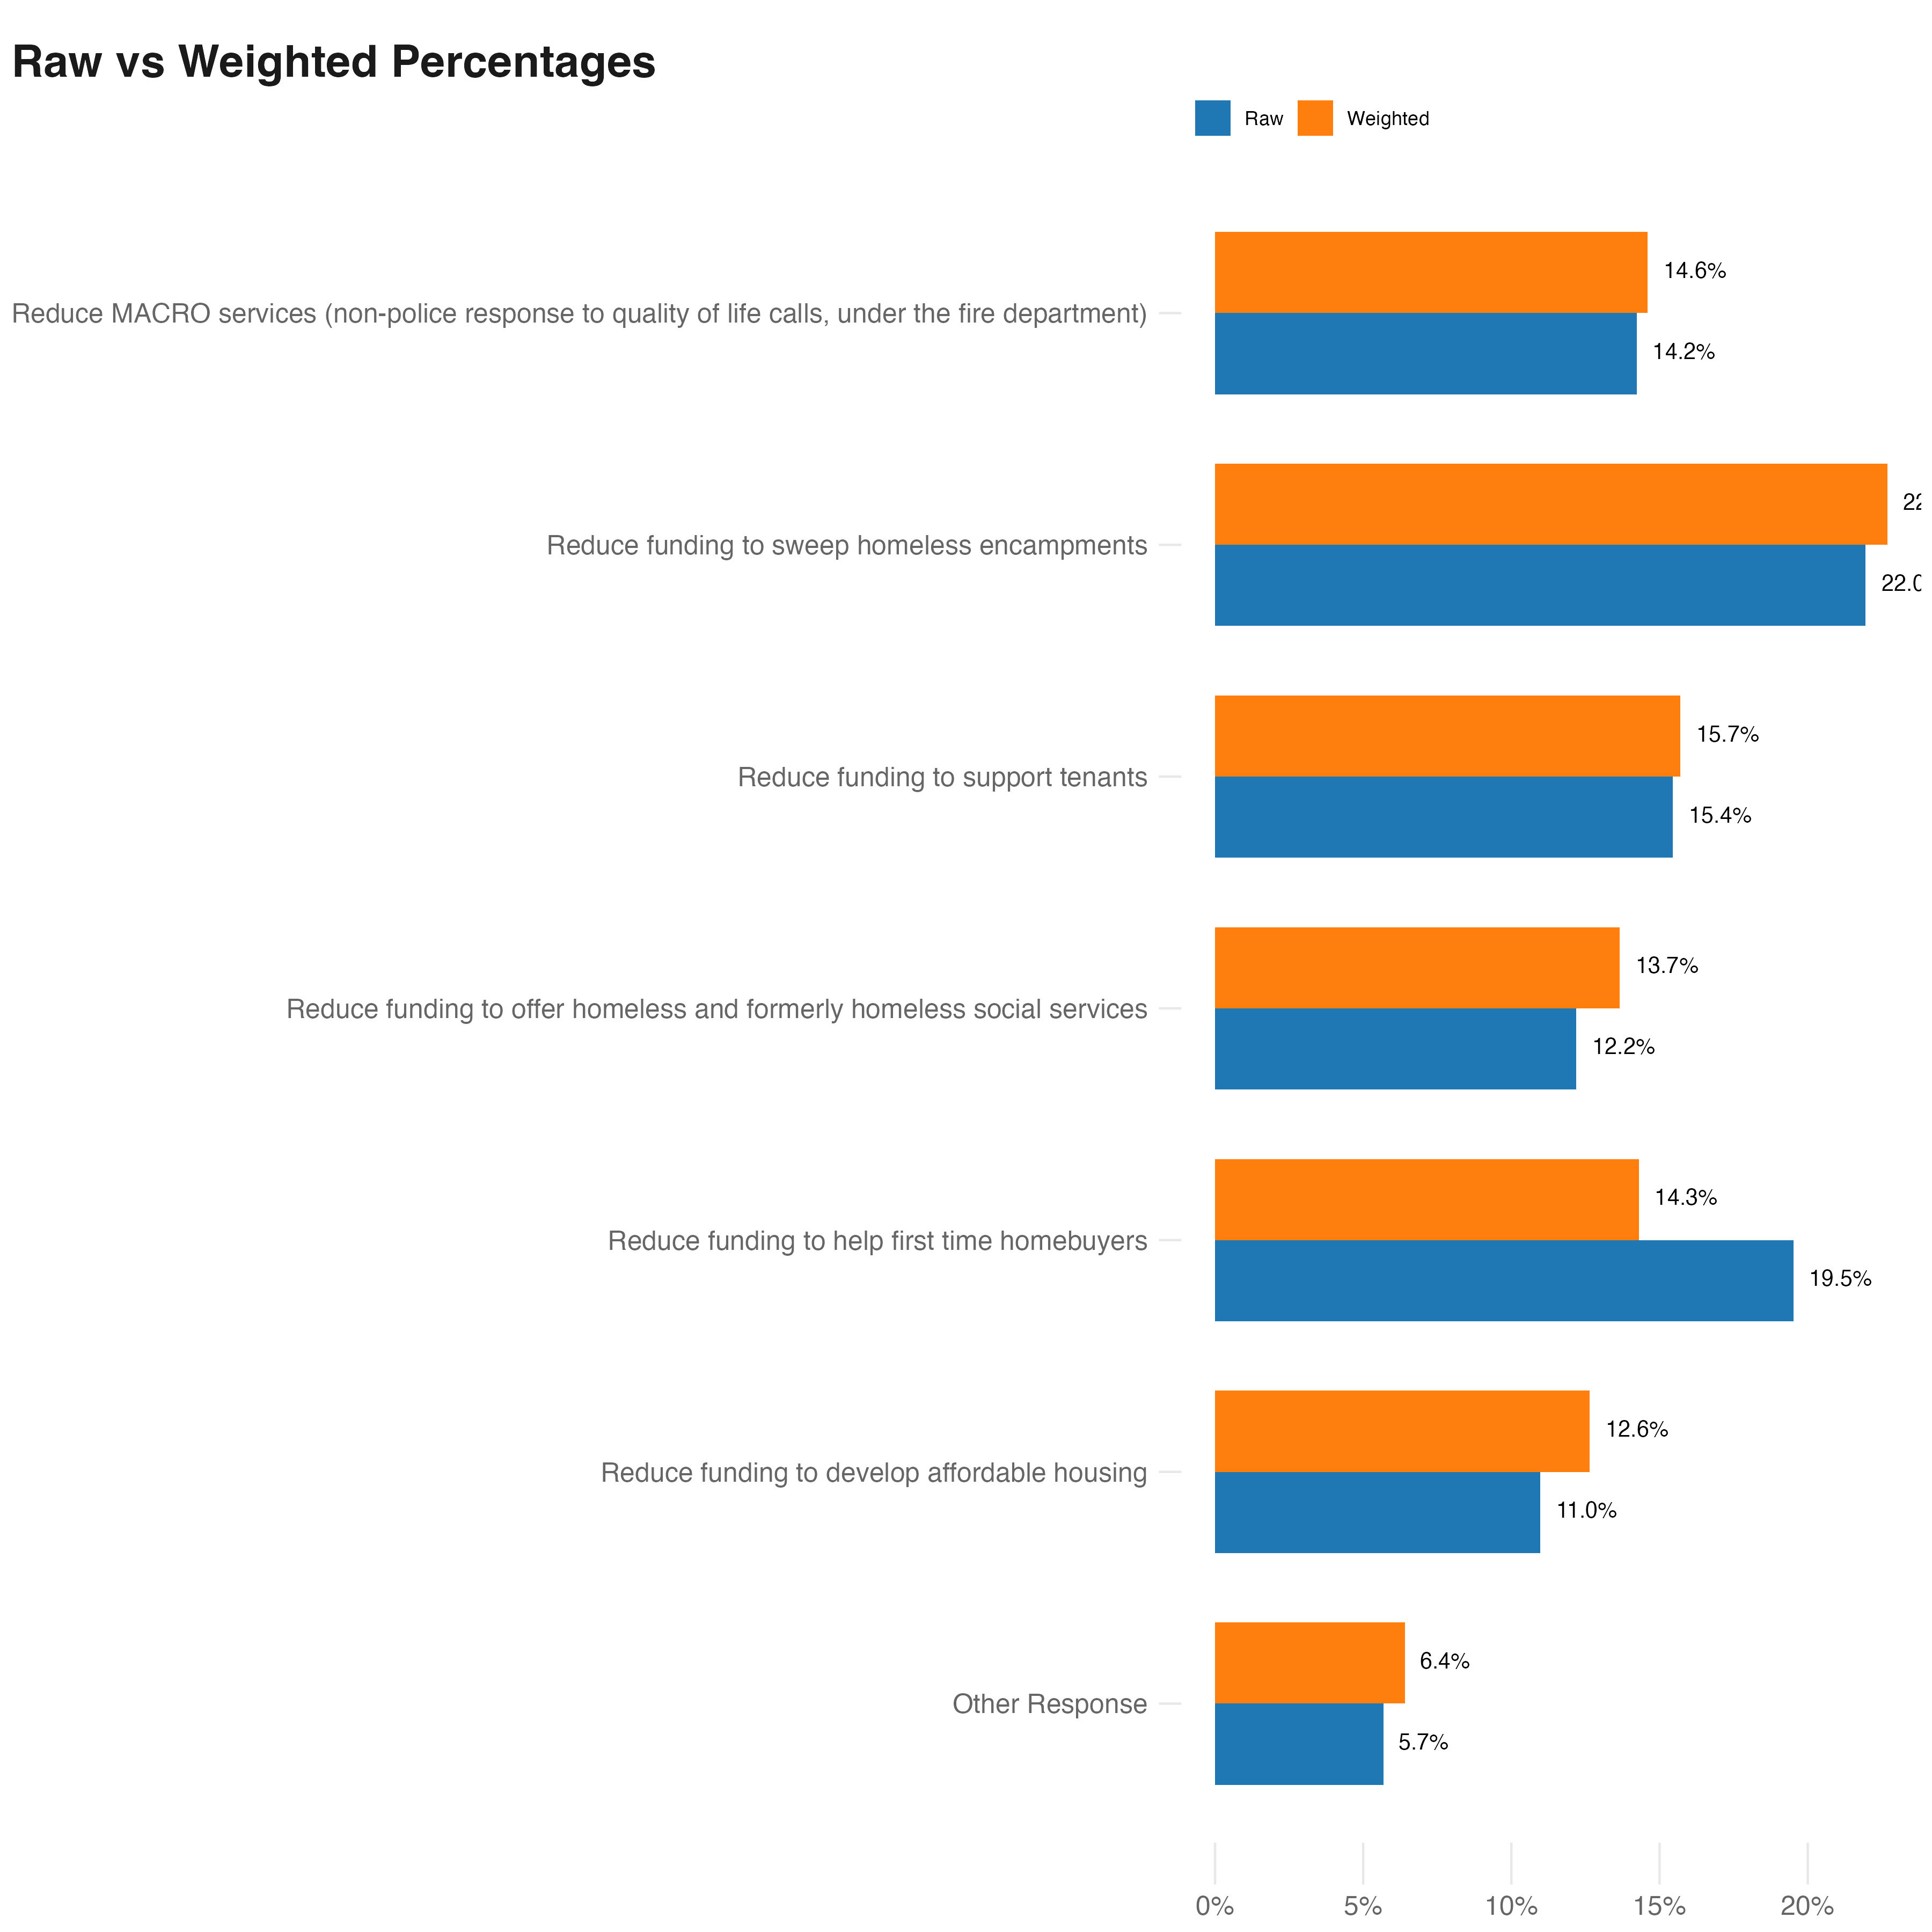 Raw vs Weighted Percentages
Raw
Weighted
Reduce MACRO services (non-police response to quality of life calls, under the fire department)
14.6%
14.2%
Reduce funding to sweep homeless encampments
22
22.0
Reduce funding to support tenants
15.7%
15.4%
Reduce funding to offer homeless and formerly homeless social services
13.7%
12.2%
Reduce funding to help first time homebuyers
14.3%
19.5%
Reduce funding to develop affordable housing
12.6%
11.0%
Other Response
6.4%
5.7%
0% 5% 10% 15% 20%